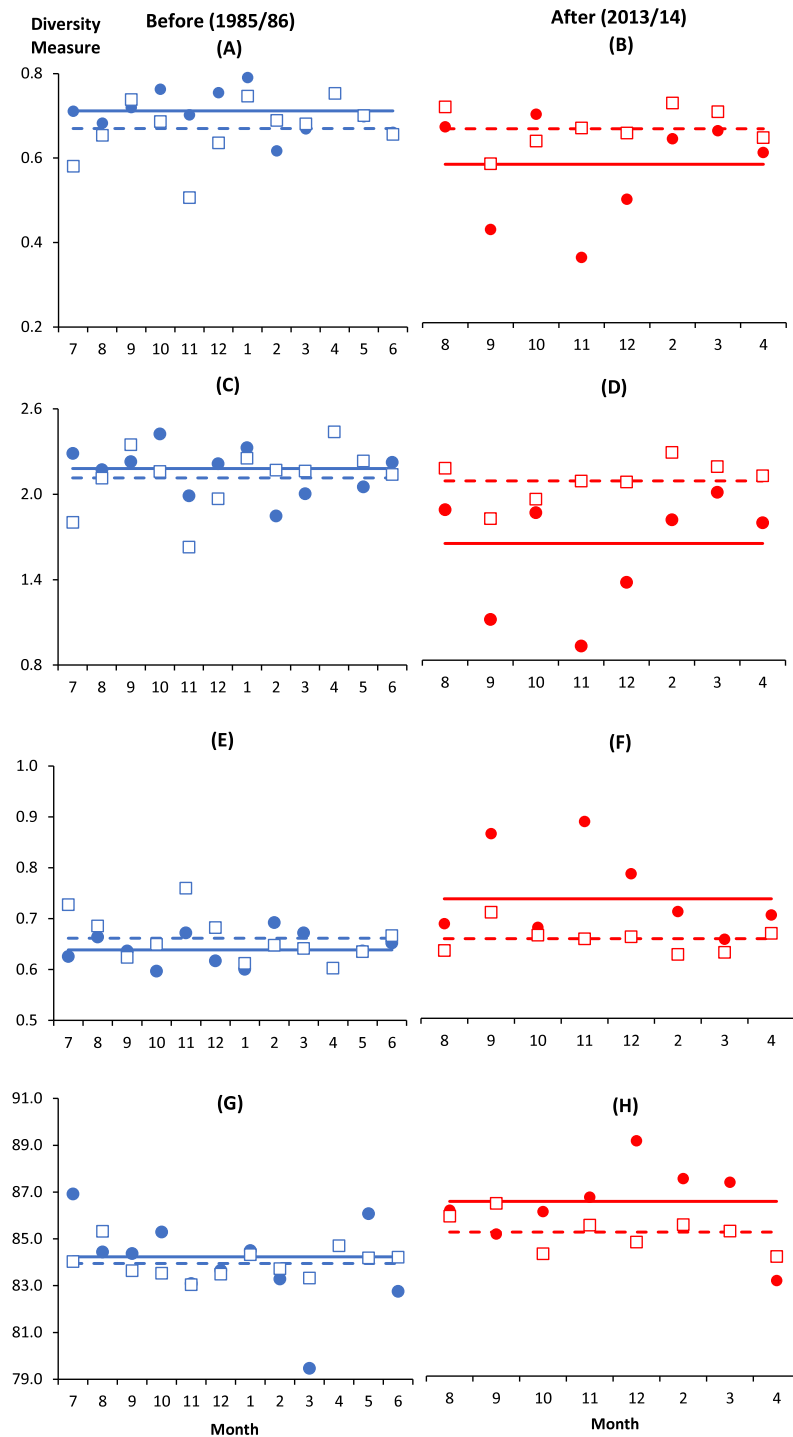 Diversity Measure
Before (1985/86)
After (2013/14)
(A)
(B)
0.8
0.6
0.4
0.2
7 8 9 10 11 12 1 2 3 4 5 6
8 9 10 11 12 2 3 4
(C)
(D)
2.6
2.0
1.4
0.8
7 8 9 10 11 12 1 2 3 4 5 6
8 9 10 11 12 2 3 4
(E)
(F)
1.0
0.9
0.8
0.7
0.6
0.5
7 8 9 10 11 12 1 2 3 4 5 6
8 9 10 11 12 2 3 4
(G)
(H)
91.0
89.0
87.0
85.0
83.0
81.0
79.0
7 8 9 10 11 12 1 2 3 4 5 6
8 9 10 11 12 2 3 4
Month
Month